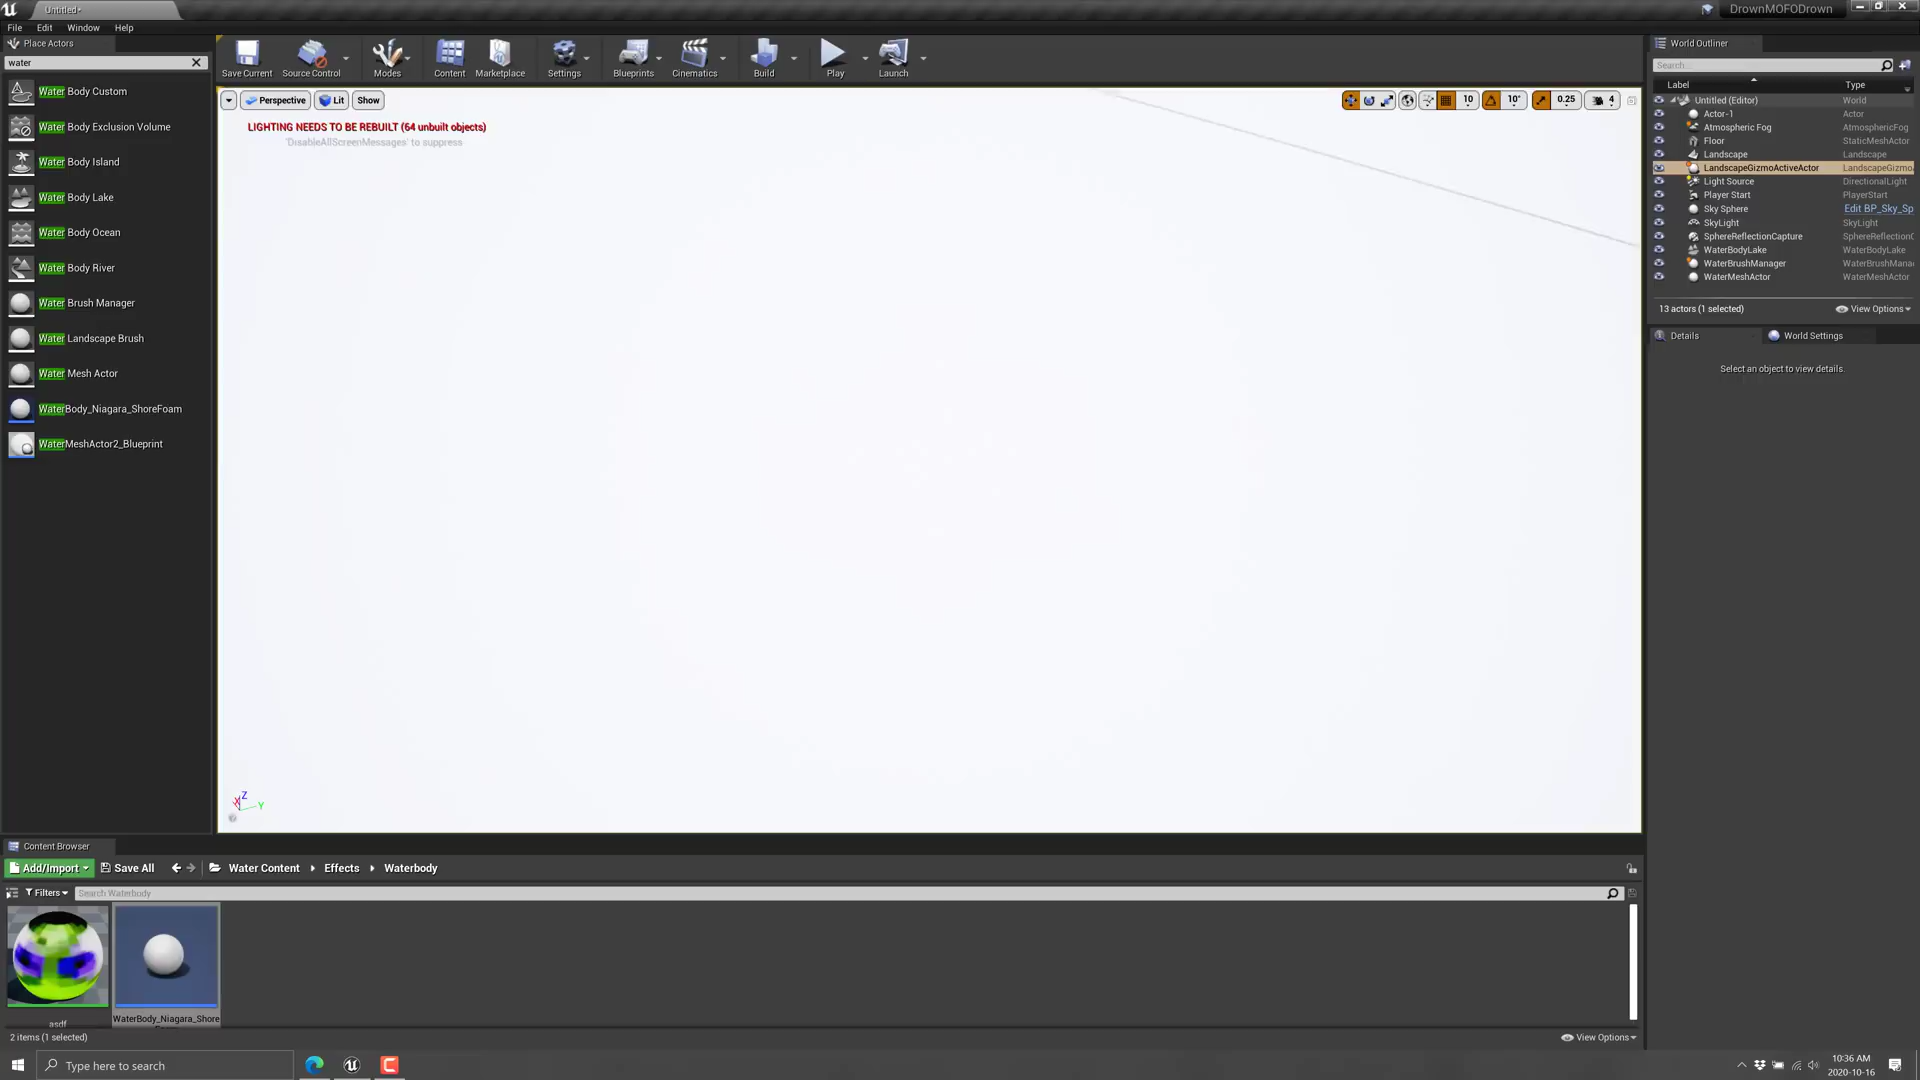 Untitled*
DrownMOFODrown
File Edit Window Help
Place Actors
water
Water Body Custom
Water Body Exclusion Volume
Water Body Island
Water Body Lake
Water Body Ocean
Water Body River
Water Brush Manager
Water Landscape Brush
Water Mesh Actor
WaterBody_Niagara_ShoreFoam
WaterMeshActor2_Blueprint
Save Current Source Control Modes Content Marketplace Settings Blueprints Cinematics Build Play Launch
Perspective Lit Show
10 10° 0.25 4
LIGHTING NEEDS TO BE REBUILT (64 unbuilt objects)
'DisableAllScreenMessages' to suppress
Z
X Y
World Outliner
Search...
Label Type
Untitled (Editor) World
Actor-1 Actor
Atmospheric Fog AtmosphericFog
Floor StaticMeshActor
Landscape Landscape
LandscapeGizmoActiveActor LandscapeGizmo
Light Source DirectionalLight
Player Start PlayerStart
Sky Sphere Edit BP_Sky_Sp
SkyLight SkyLight
SphereReflectionCapture SphereReflectionC
WaterBodyLake WaterBodyLake
WaterBrushManager WaterBrushMana
WaterMeshActor WaterMeshActor
13 actors (1 selected) View Options
Details World Settings
Select an object to view details.
Content Browser
Add/Import Save All Water Content Effects Waterbody
Filters Search Waterbody
asdf
WaterBody_Niagara_Shore
2 items (1 selected) View Options
Type here to search
10:36 AM
2020-10-16